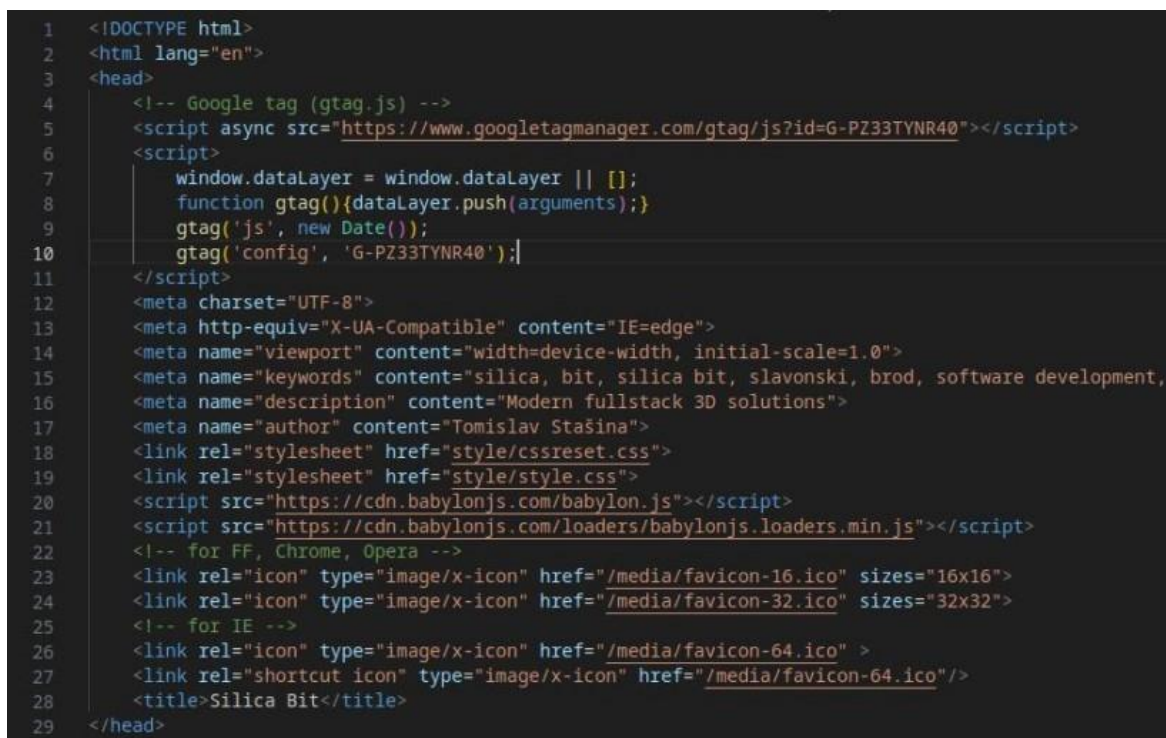 1 <!DOCTYPE html>
2 <html lang="en">
3 <head>
4 <!-- Google tag (gtag.js) -->
5 <script async src="https://www.googletagmanager.com/gtag/js?id=G-PZ33TYNR40"></script>
6 <script>
7 window.dataLayer = window.dataLayer || [];
8 function gtag(){dataLayer.push(arguments);}
9 gtag('js', new Date());
10 gtag('config', 'G-PZ33TYNR40');
11 </script>
12 <meta charset="UTF-8">
13 <meta http-equiv="X-UA-Compatible" content="IE=edge">
14 <meta name="viewport" content="width=device-width, initial-scale=1.0">
15 <meta name="keywords" content="silica, bit, silica bit, slavonski, brod, software development,
16 <meta name="description" content="Modern fullstack 3D solutions">
17 <meta name="author" content="Tomislav Stašina">
18 <link rel="stylesheet" href="style/cssreset.css">
19 <link rel="stylesheet" href="style/style.css">
20 <script src="https://cdn.babylonjs.com/babylon.js"></script>
21 <script src="https://cdn.babylonjs.com/loaders/babylonjs.loaders.min.js"></script>
22 <!-- for FF, Chrome, Opera -->
23 <link rel="icon" type="image/x-icon" href="/media/favicon-16.ico" sizes="16x16">
24 <link rel="icon" type="image/x-icon" href="/media/favicon-32.ico" sizes="32x32">
25 <!-- for IE -->
26 <link rel="icon" type="image/x-icon" href="/media/favicon-64.ico" >
27 <link rel="shortcut icon" type="image/x-icon" href="/media/favicon-64.ico"/>
28 <title>Silica Bit</title>
29 </head>